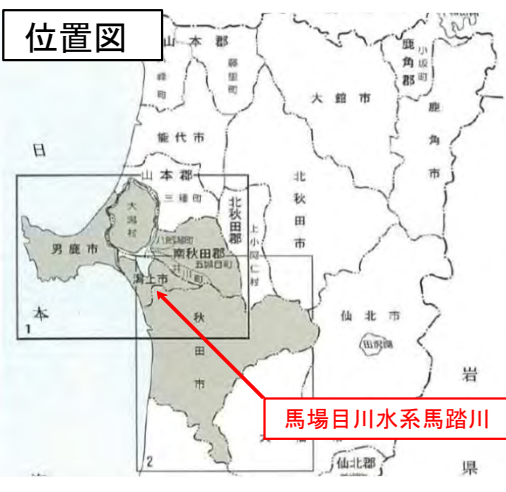 位置図
山本郡
藤里町
峰町
鹿角郡
小坂町
大館市
鹿角市
能代市
日
山本郡
三種町
北秋田市
北秋田郡
上小阿仁村
大潟村
八郎潟町
男鹿市
南秋田郡
五城目町
井川町
潟上市
本
1
秋田市
仙北市
田沢湖
岩
馬場目川水系馬踏川
2
仙北郡
県